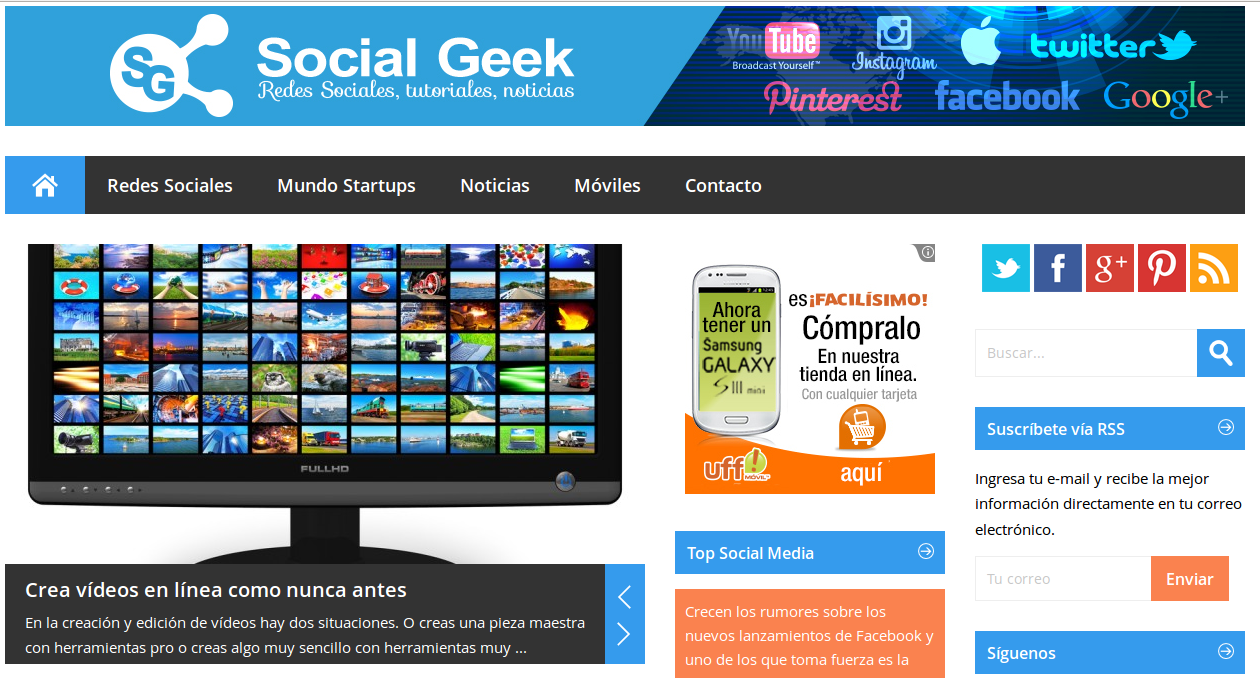 SG
Social Geek
Redes Sociales, tutoriales, noticias
YouTube
Broadcast Yourself™
Instagram
twitter
Pinterest
facebook
Google+
Redes Sociales
Mundo Startups
Noticias
Móviles
Contacto
FULLHD
Crea vídeos en línea como nunca antes
En la creación y edición de vídeos hay dos situaciones. O creas una pieza maestra
con herramientas pro o creas algo muy sencillo con herramientas muy ...
Ahora
tener un
Samsung
GALAXY
SIII mini
es ¡FACILÍSIMO!
Cómpralo
En nuestra
tienda en línea.
Con cualquier tarjeta
uff!
MÓVIL
aquí
Top Social Media
Crecen los rumores sobre los
nuevos lanzamientos de Facebook y
uno de los que toma fuerza es la
f
g+
Buscar...
Suscríbete vía RSS
Ingresa tu e-mail y recibe la mejor
información directamente en tu correo
electrónico.
Tu correo
Enviar
Síguenos